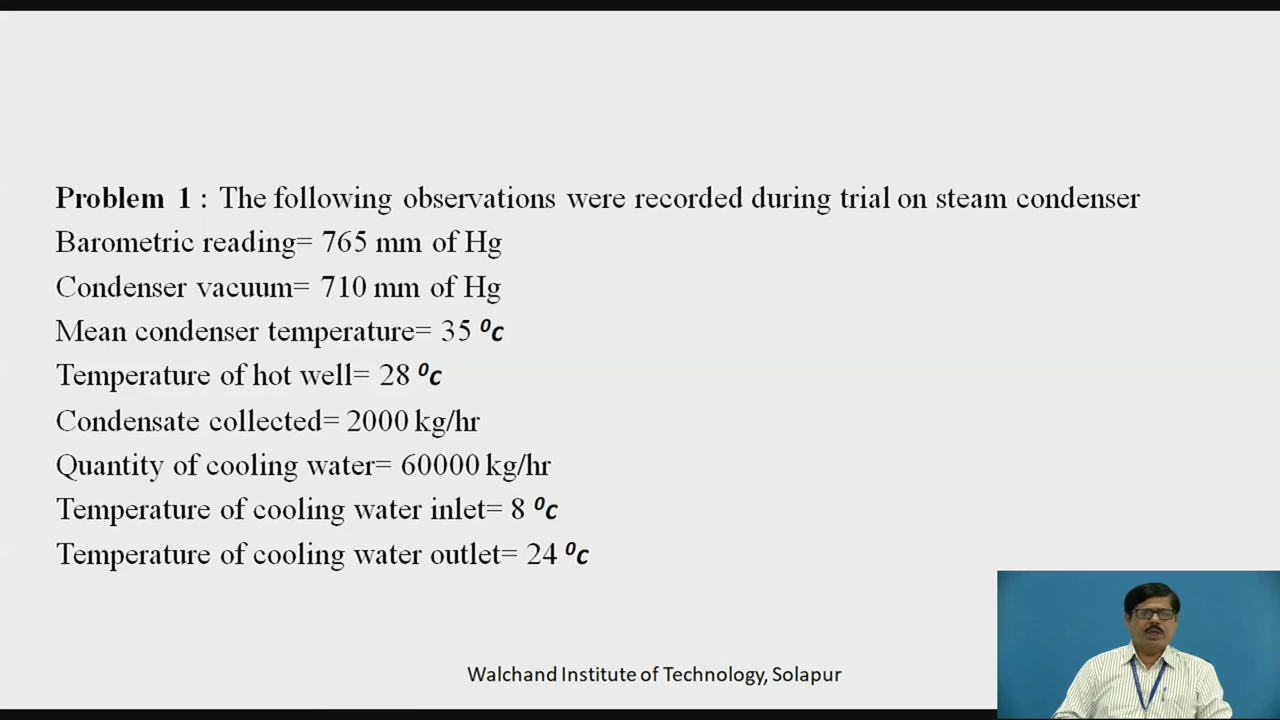 Problem 1 : The following observations were recorded during trial on steam condenser
Barometric reading= 765 mm of Hg
Condenser vacuum= 710 mm of Hg
Mean condenser temperature= 35 ⁰c
Temperature of hot well= 28 ⁰c
Condensate collected= 2000 kg/hr
Quantity of cooling water= 60000 kg/hr
Temperature of cooling water inlet= 8 ⁰c
Temperature of cooling water outlet= 24 ⁰c
Walchand Institute of Technology, Solapur